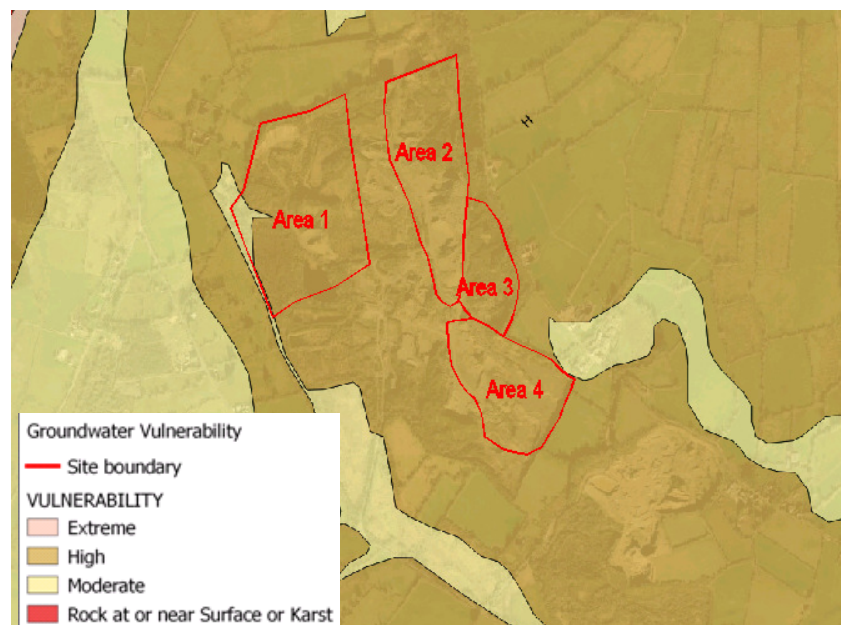 H
Area 2
Area 1
Area 3
Area 4
Groundwater Vulnerability
Site boundary
VULNERABILITY
Extreme
High
Moderate
Rock at or near Surface or Karst